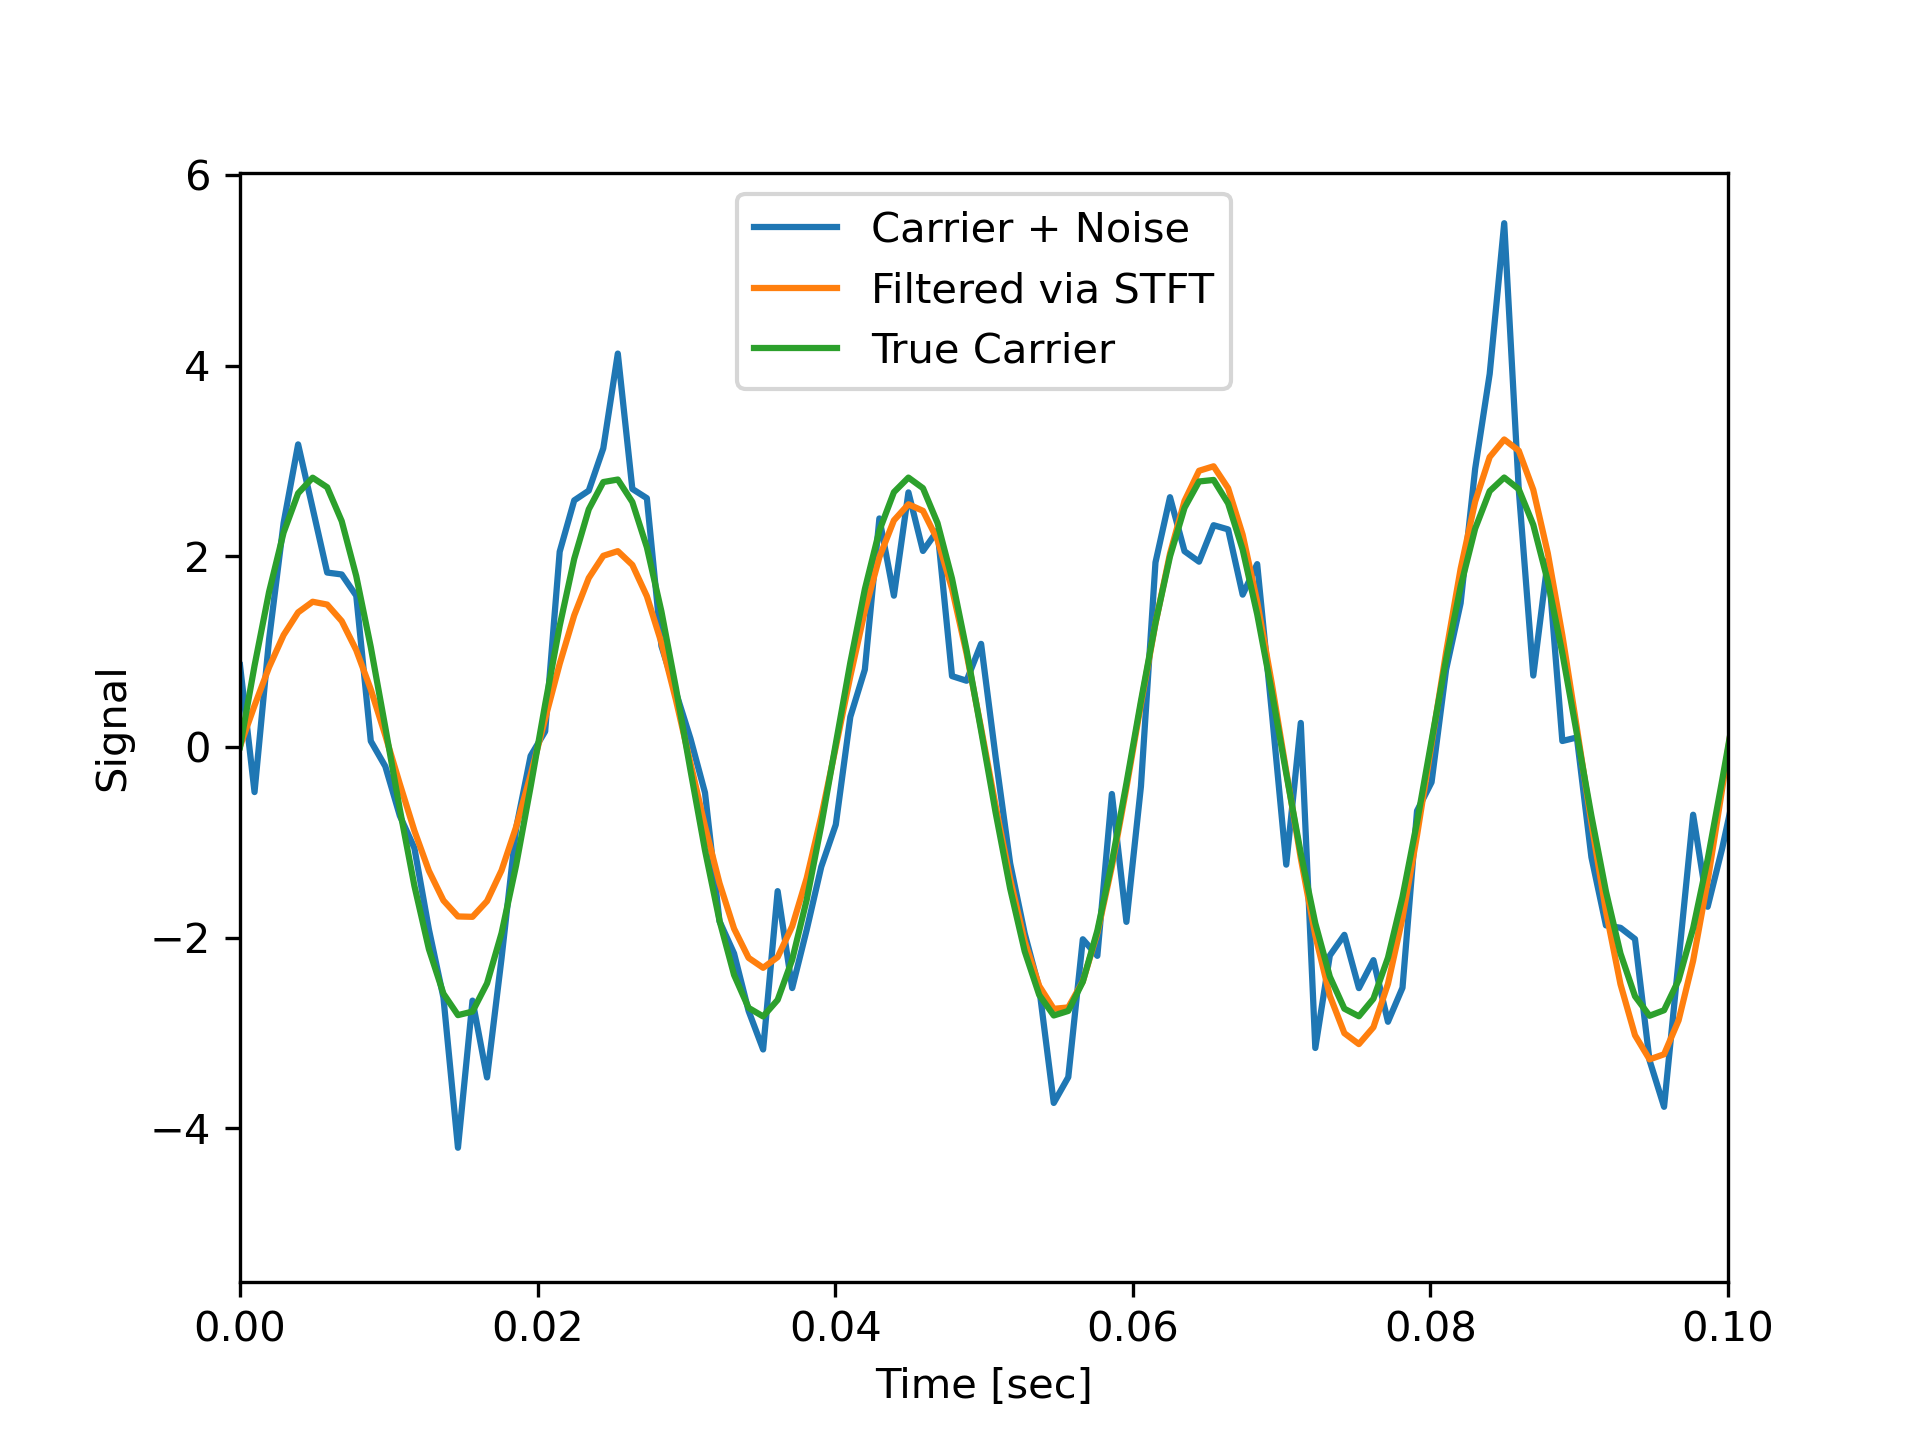 6
4
2
0
−2
−4
Signal
Carrier + Noise
Filtered via STFT
True Carrier
0.00 0.02 0.04 0.06 0.08 0.10
Time [sec]